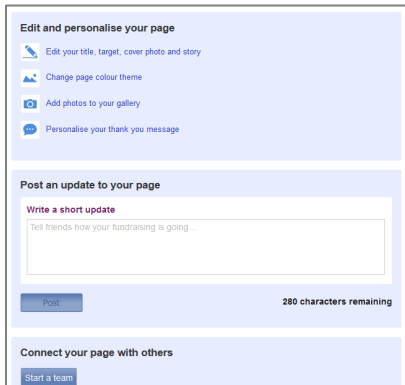 Edit and personalise your page
Edit your title, target, cover photo and story
Change page colour theme
Add photos to your gallery
Personalise your thank you message
Post an update to your page
Write a short update
Tell friends how your fundraising is going...
Post
280 characters remaining
Connect your page with others
Start a team